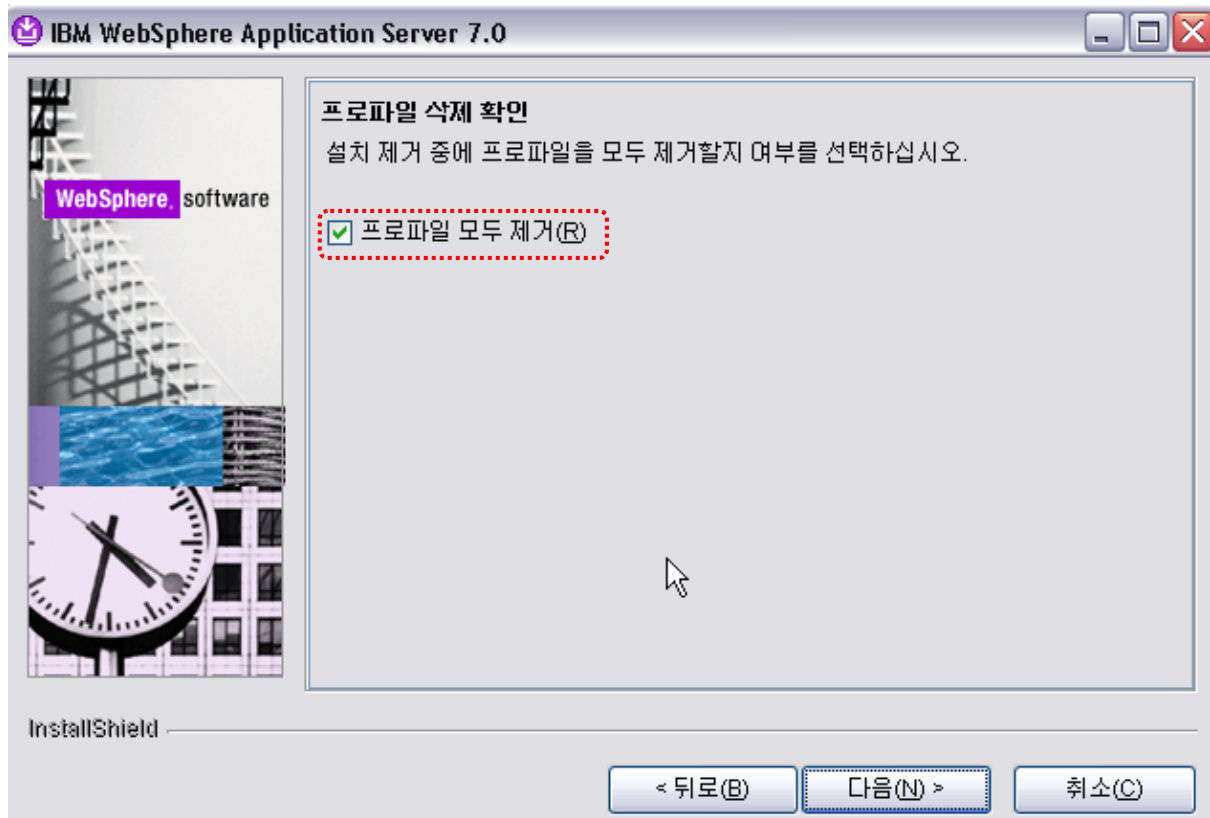 IBM WebSphere Application Server 7.0
프로파일 삭제 확인
설치 제거 중에 프로파일을 모두 제거할지 여부를 선택하십시오.
WebSphere. software
프로파일 모두 제거(R)
InstallShield
< 뒤로(B)
다음(N) >
취소(C)